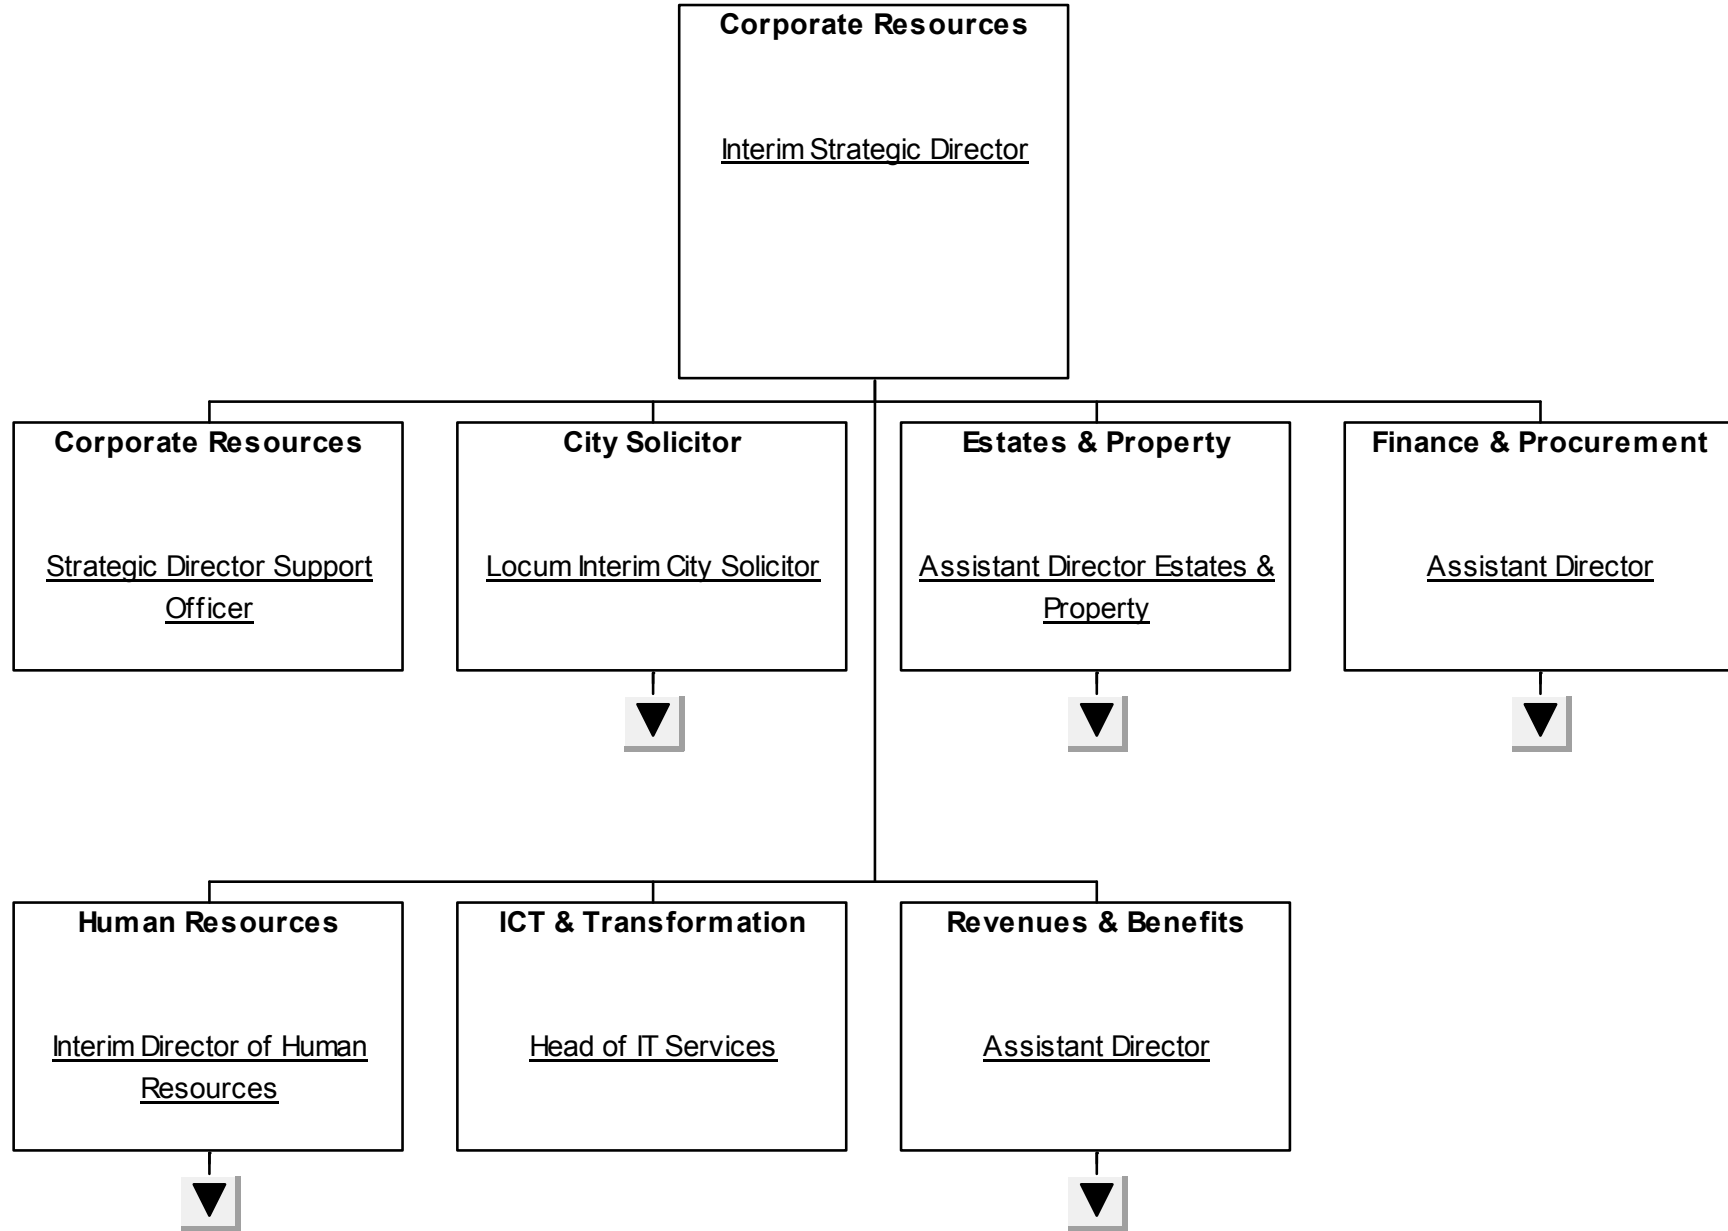 Corporate Resources
Interim Strategic Director
Corporate Resources
Strategic Director Support
Officer
City Solicitor
Locum Interim City Solicitor
Estates & Property
Assistant Director Estates &
Property
Finance & Procurement
Assistant Director
Human Resources
Interim Director of Human
Resources
ICT & Transformation
Head of IT Services
Revenues & Benefits
Assistant Director